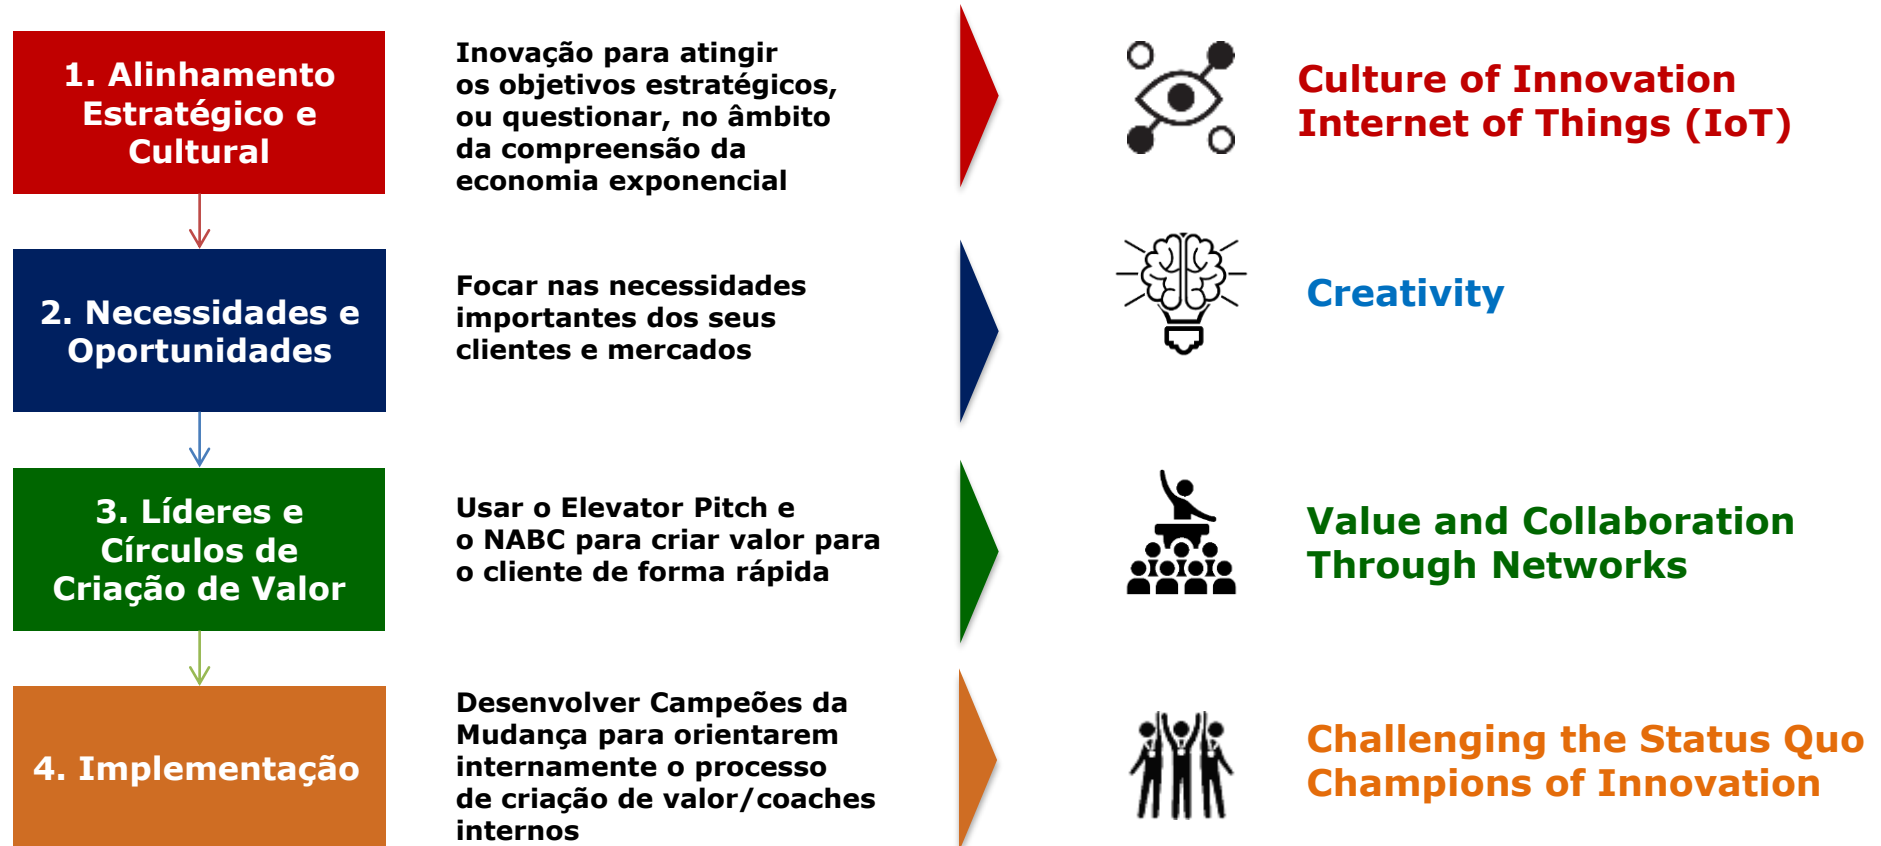 1. Alinhamento
Estratégico e
Cultural
Inovação para atingir
os objetivos estratégicos,
ou questionar, no âmbito
da compreensão da
economia exponencial
Culture of Innovation
Internet of Things (IoT)
2. Necessidades e
Oportunidades
Focar nas necessidades
importantes dos seus
clientes e mercados
Creativity
3. Líderes e
Círculos de
Criação de Valor
Usar o Elevator Pitch e
o NABC para criar valor para
o cliente de forma rápida
Value and Collaboration
Through Networks
4. Implementação
Desenvolver Campeões da
Mudança para orientarem
internamente o processo
de criação de valor/coaches
internos
Challenging the Status Quo
Champions of Innovation